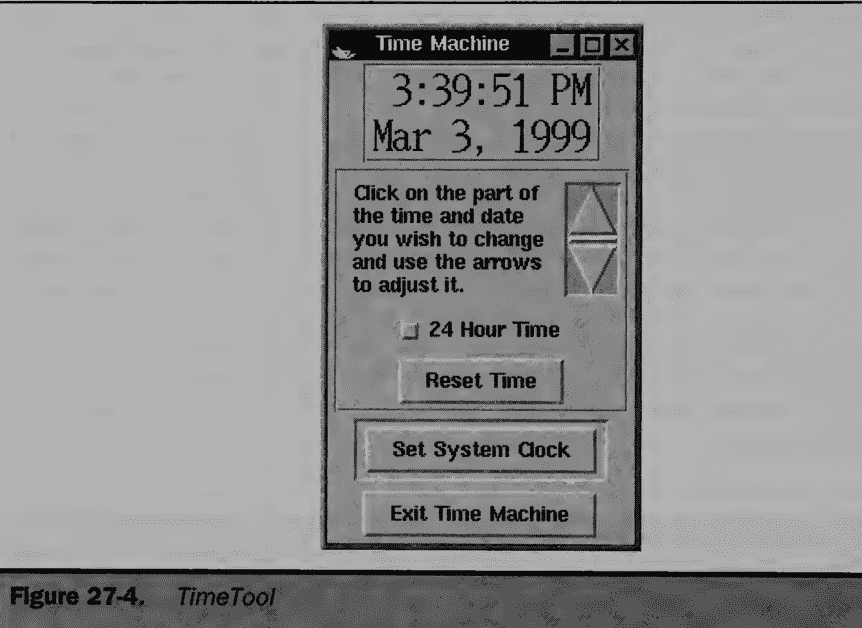 Time Machine
3:39:51 PM
Mar 3, 1999
Click on the part of
the time and date
you wish to change
and use the arrows
to adjust it.
24 Hour Time
Reset Time
Set System Clock
Exit Time Machine
Figure 27-4. TimeTool